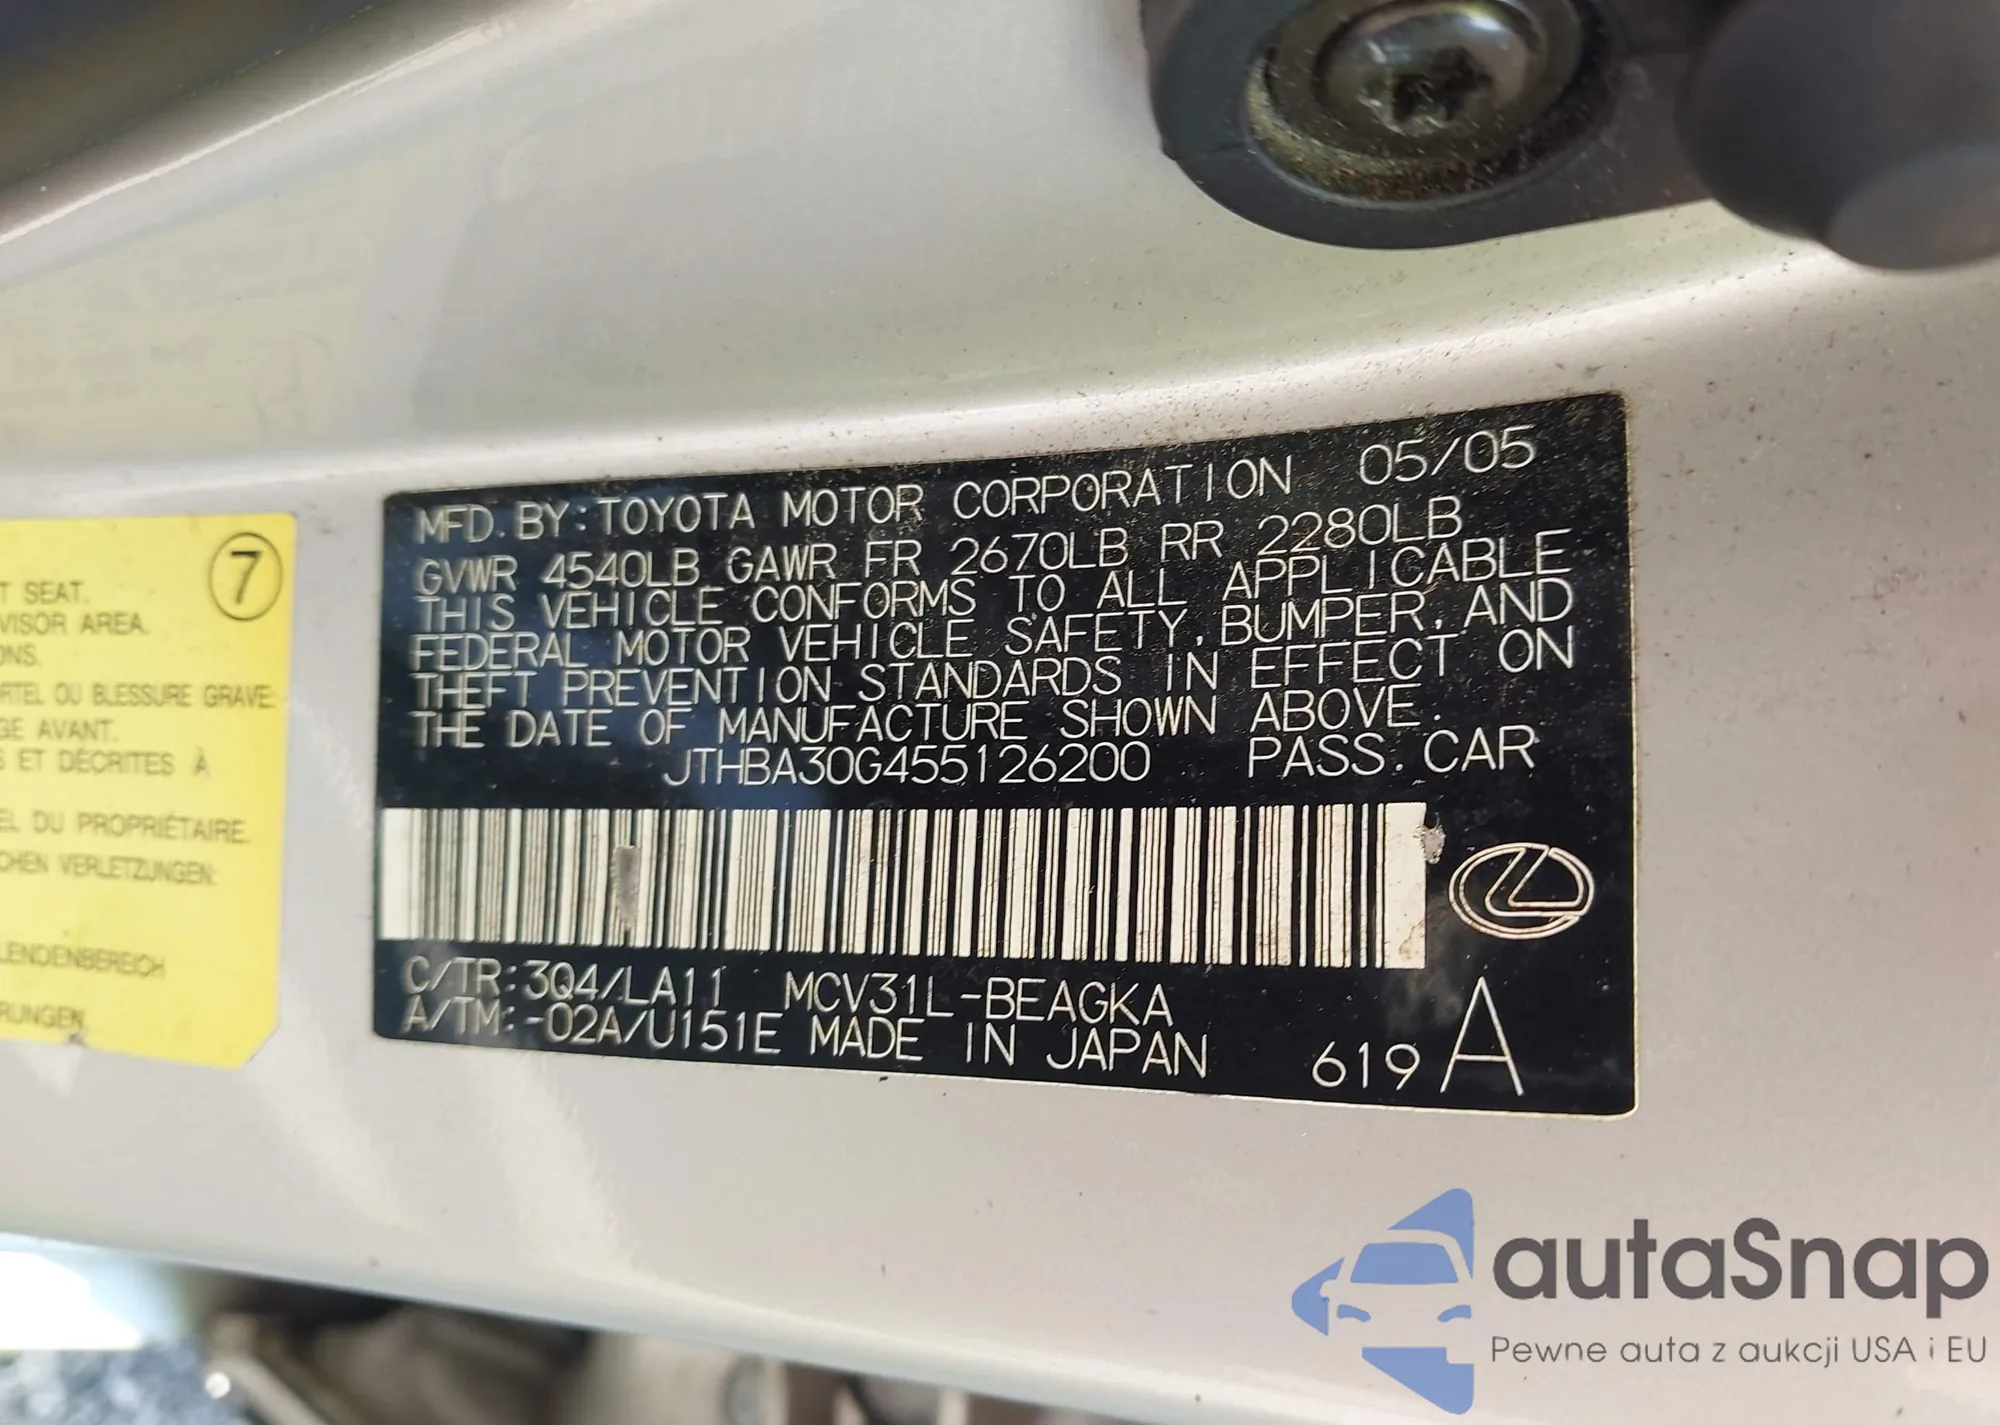 7
T SEAT.
VISOR AREA.
ONS.
RTEL OU BLESSURE GRAVE:
GE AVANT.
S ET DÉCRITES À
EL DU PROPRIÉTAIRE.
CHEN VERLETZUNGEN:
LENDENBEREICH
RUNGEN
MFD. BY: TOYOTA MOTOR CORPORATION 05/05
GVWR 4540LB GAWR FR 2670LB RR 2280LB
THIS VEHICLE CONFORMS TO ALL APPLICABLE
FEDERAL MOTOR VEHICLE SAFETY, BUMPER, AND
THEFT PREVENTION STANDARDS IN EFFECT ON
THE DATE OF MANUFACTURE SHOWN ABOVE.
JTHBA30G455126200 PASS. CAR
C/TR: 3Q4/LA11 MCV31L-BEAGKA
A/TM: -02A/U151E MADE IN JAPAN 619 A
autaSnap
Pewne auta z aukcji USA i EU